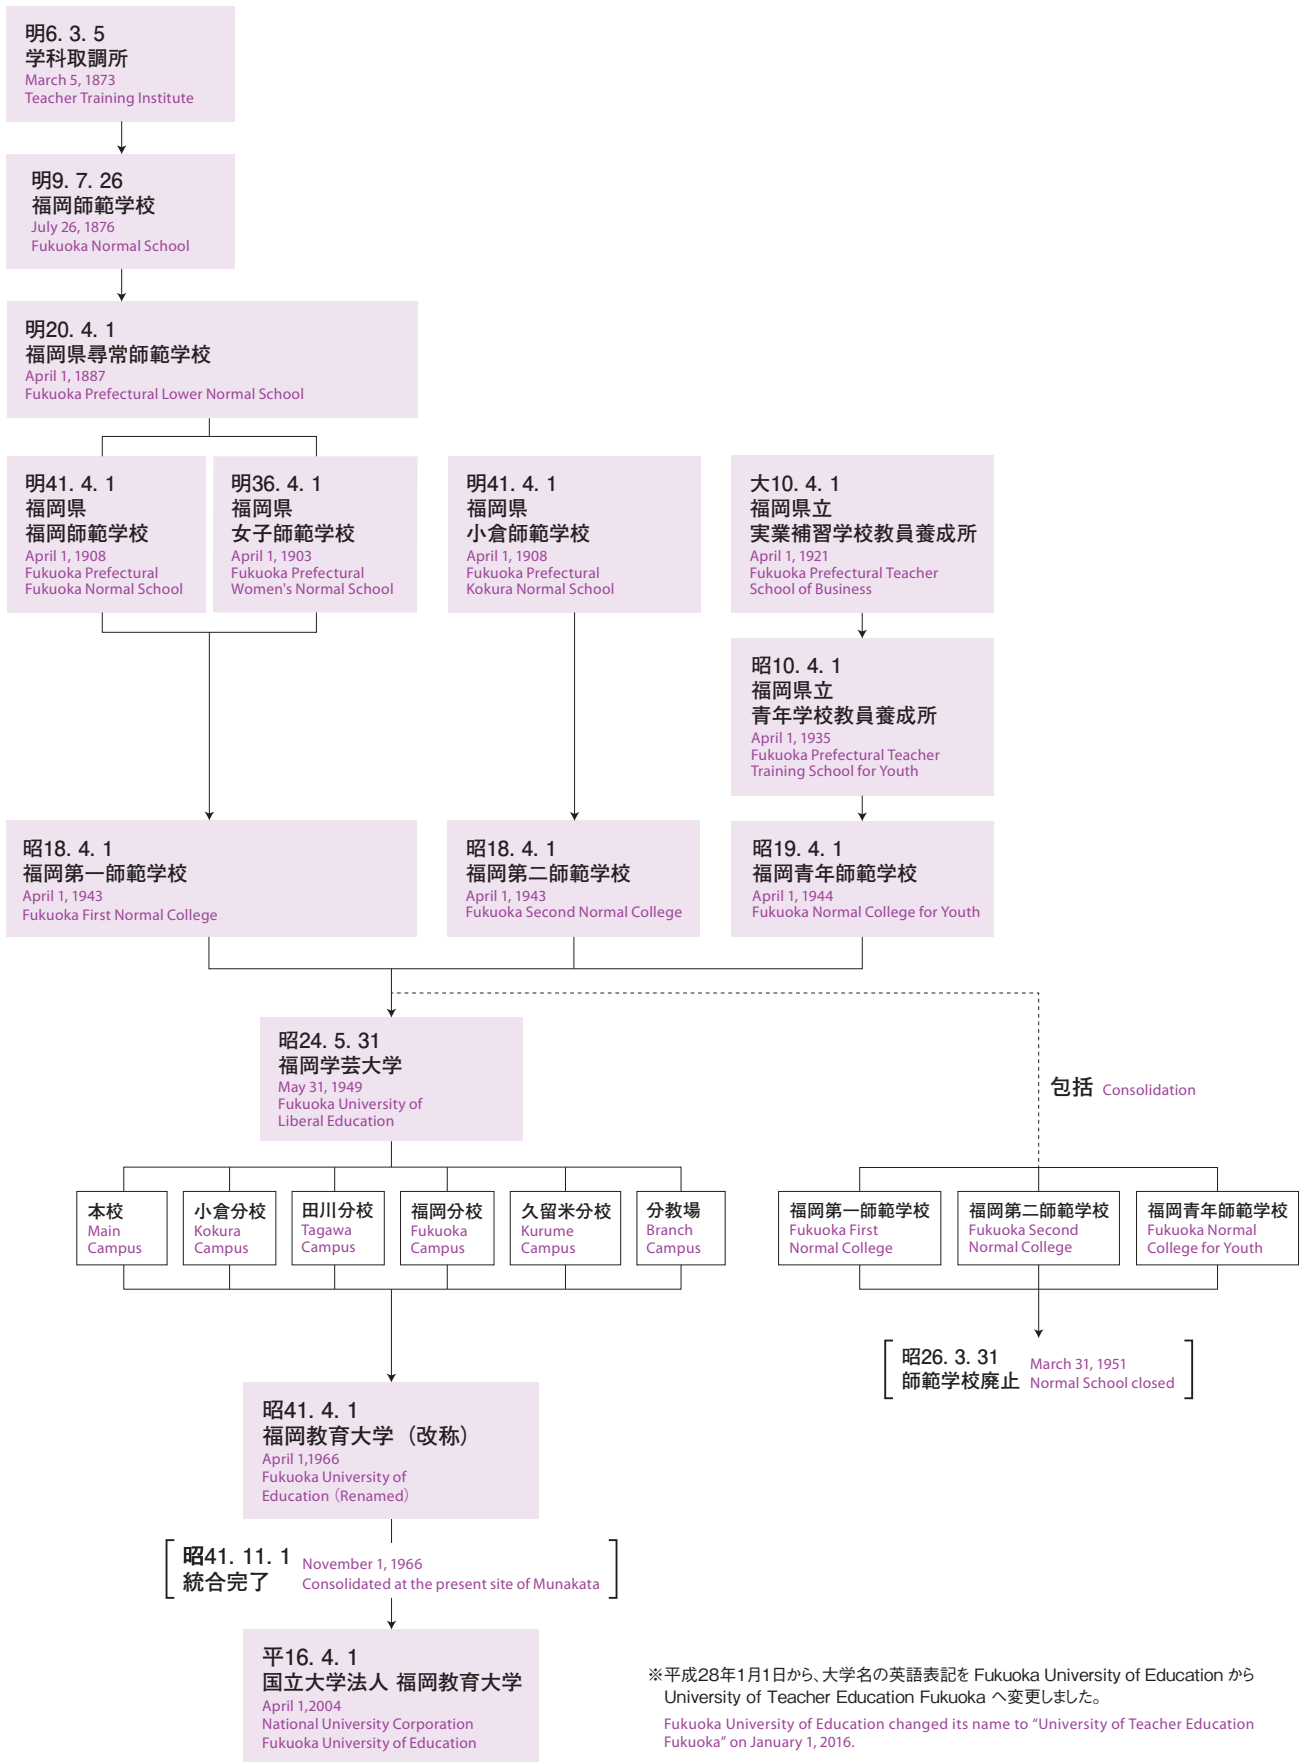 明6. 3. 5
学科取調所
March 5, 1873
Teacher Training Institute
明9. 7. 26
福岡師範学校
July 26, 1876
Fukuoka Normal School
明20. 4. 1
福岡県尋常師範学校
April 1, 1887
Fukuoka Prefectural Lower Normal School
明41. 4. 1
福岡県
福岡師範学校
April 1, 1908
Fukuoka Prefectural
Fukuoka Normal School
明36. 4. 1
福岡県
女子師範学校
April 1, 1903
Fukuoka Prefectural
Women's Normal School
明41. 4. 1
福岡県
小倉師範学校
April 1, 1908
Fukuoka Prefectural
Kokura Normal School
大10. 4. 1
福岡県立
実業補習学校教員養成所
April 1, 1921
Fukuoka Prefectural Teacher
School of Business
昭10. 4. 1
福岡県立
青年学校教員養成所
April 1, 1935
Fukuoka Prefectural Teacher
Training School for Youth
昭18. 4. 1
福岡第一師範学校
April 1, 1943
Fukuoka First Normal College
昭18. 4. 1
福岡第二師範学校
April 1, 1943
Fukuoka Second Normal College
昭19. 4. 1
福岡青年師範学校
April 1, 1944
Fukuoka Normal College for Youth
昭24. 5. 31
福岡学芸大学
May 31, 1949
Fukuoka University of
Liberal Education
包括 Consolidation
本校
Main
Campus
小倉分校
Kokura
Campus
田川分校
Tagawa
Campus
福岡分校
Fukuoka
Campus
久留米分校
Kurume
Campus
分教場
Branch
Campus
福岡第一師範学校
Fukuoka First
Normal College
福岡第二師範学校
Fukuoka Second
Normal College
福岡青年師範学校
Fukuoka Normal
College for Youth
昭26. 3. 31
師範学校廃止
March 31, 1951
Normal School closed
昭41. 4. 1
福岡教育大学（改称）
April 1,1966
Fukuoka University of
Education（Renamed）
昭41. 11. 1
統合完了
November 1, 1966
Consolidated at the present site of Munakata
平16. 4. 1
国立大学法人 福岡教育大学
April 1,2004
National University Corporation
Fukuoka University of Education
※平成28年1月1日から、大学名の英語表記を Fukuoka University of Education から
University of Teacher Education Fukuoka へ変更しました。
Fukuoka University of Education changed its name to “University of Teacher Education
Fukuoka” on January 1, 2016.